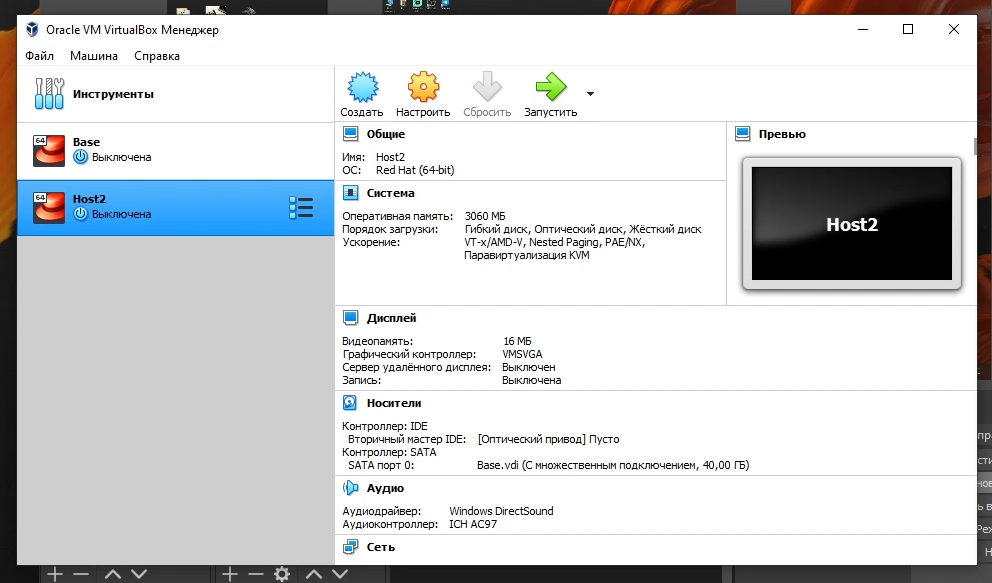 Oracle VM VirtualBox Менеджер
Файл Машина Справка
Инструменты
Создать Настроить Сбросить Запустить
64 Base
Выключена
64 Host2
Выключена
Общие
Имя: Host2
ОС: Red Hat (64-bit)
Превью
Host2
Система
Оперативная память: 3060 МБ
Порядок загрузки: Гибкий диск, Оптический диск, Жёсткий диск
Ускорение: VT-x/AMD-V, Nested Paging, PAE/NX,
Паравиртуализация KVM
Дисплей
Видеопамять: 16 МБ
Графический контроллер: VMSVGA
Сервер удалённого дисплея: Выключен
Запись: Выключена
Носители
Контроллер: IDE
Вторичный мастер IDE: [Оптический привод] Пусто
Контроллер: SATA
SATA порт 0: Base.vdi (С множественным подключением, 40,00 ГБ)
Аудио
Аудиодрайвер: Windows DirectSound
Аудиоконтроллер: ICH AC97
Сеть